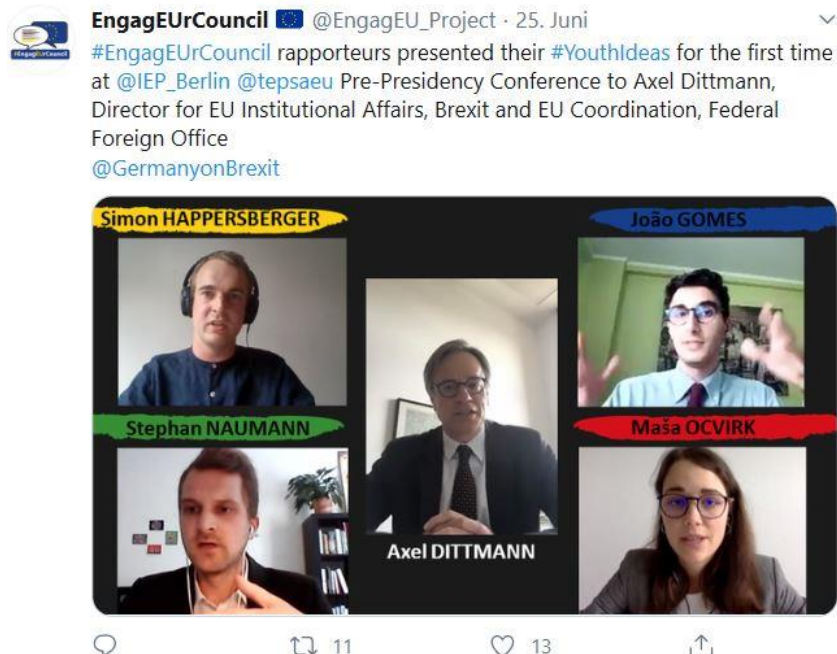 EngagEUrCouncil @EngagEU_Project · 25. Juni
#EngagEUrCouncil
#EngagEUrCouncil rapporteurs presented their #YouthIdeas for the first time
at @IEP_Berlin @tepsaeu Pre-Presidency Conference to Axel Dittmann,
Director for EU Institutional Affairs, Brexit and EU Coordination, Federal
Foreign Office
@GermanyonBrexit
Simon HAPPERSBERGER
João GOMES
Stephan NAUMANN
Maša OCVIRK
Axel DITTMANN
11
13